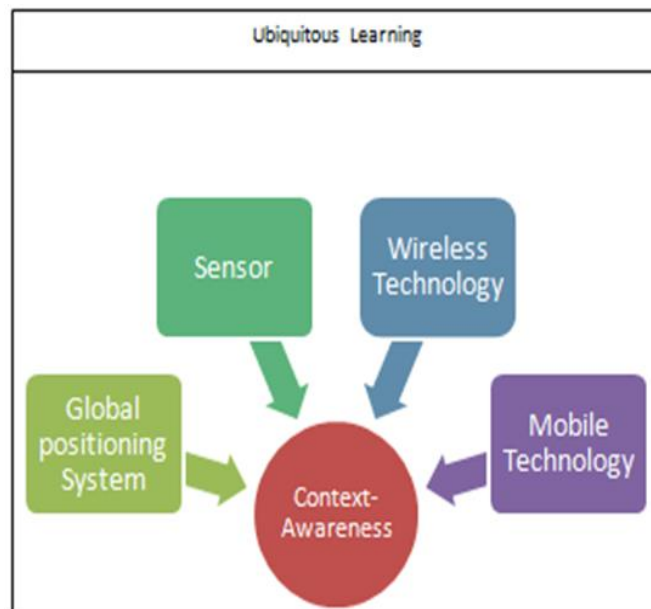 Ubiquitous Learning
Sensor
Wireless
Technology
Global
positioning
System
Mobile
Technology
Context-
Awareness